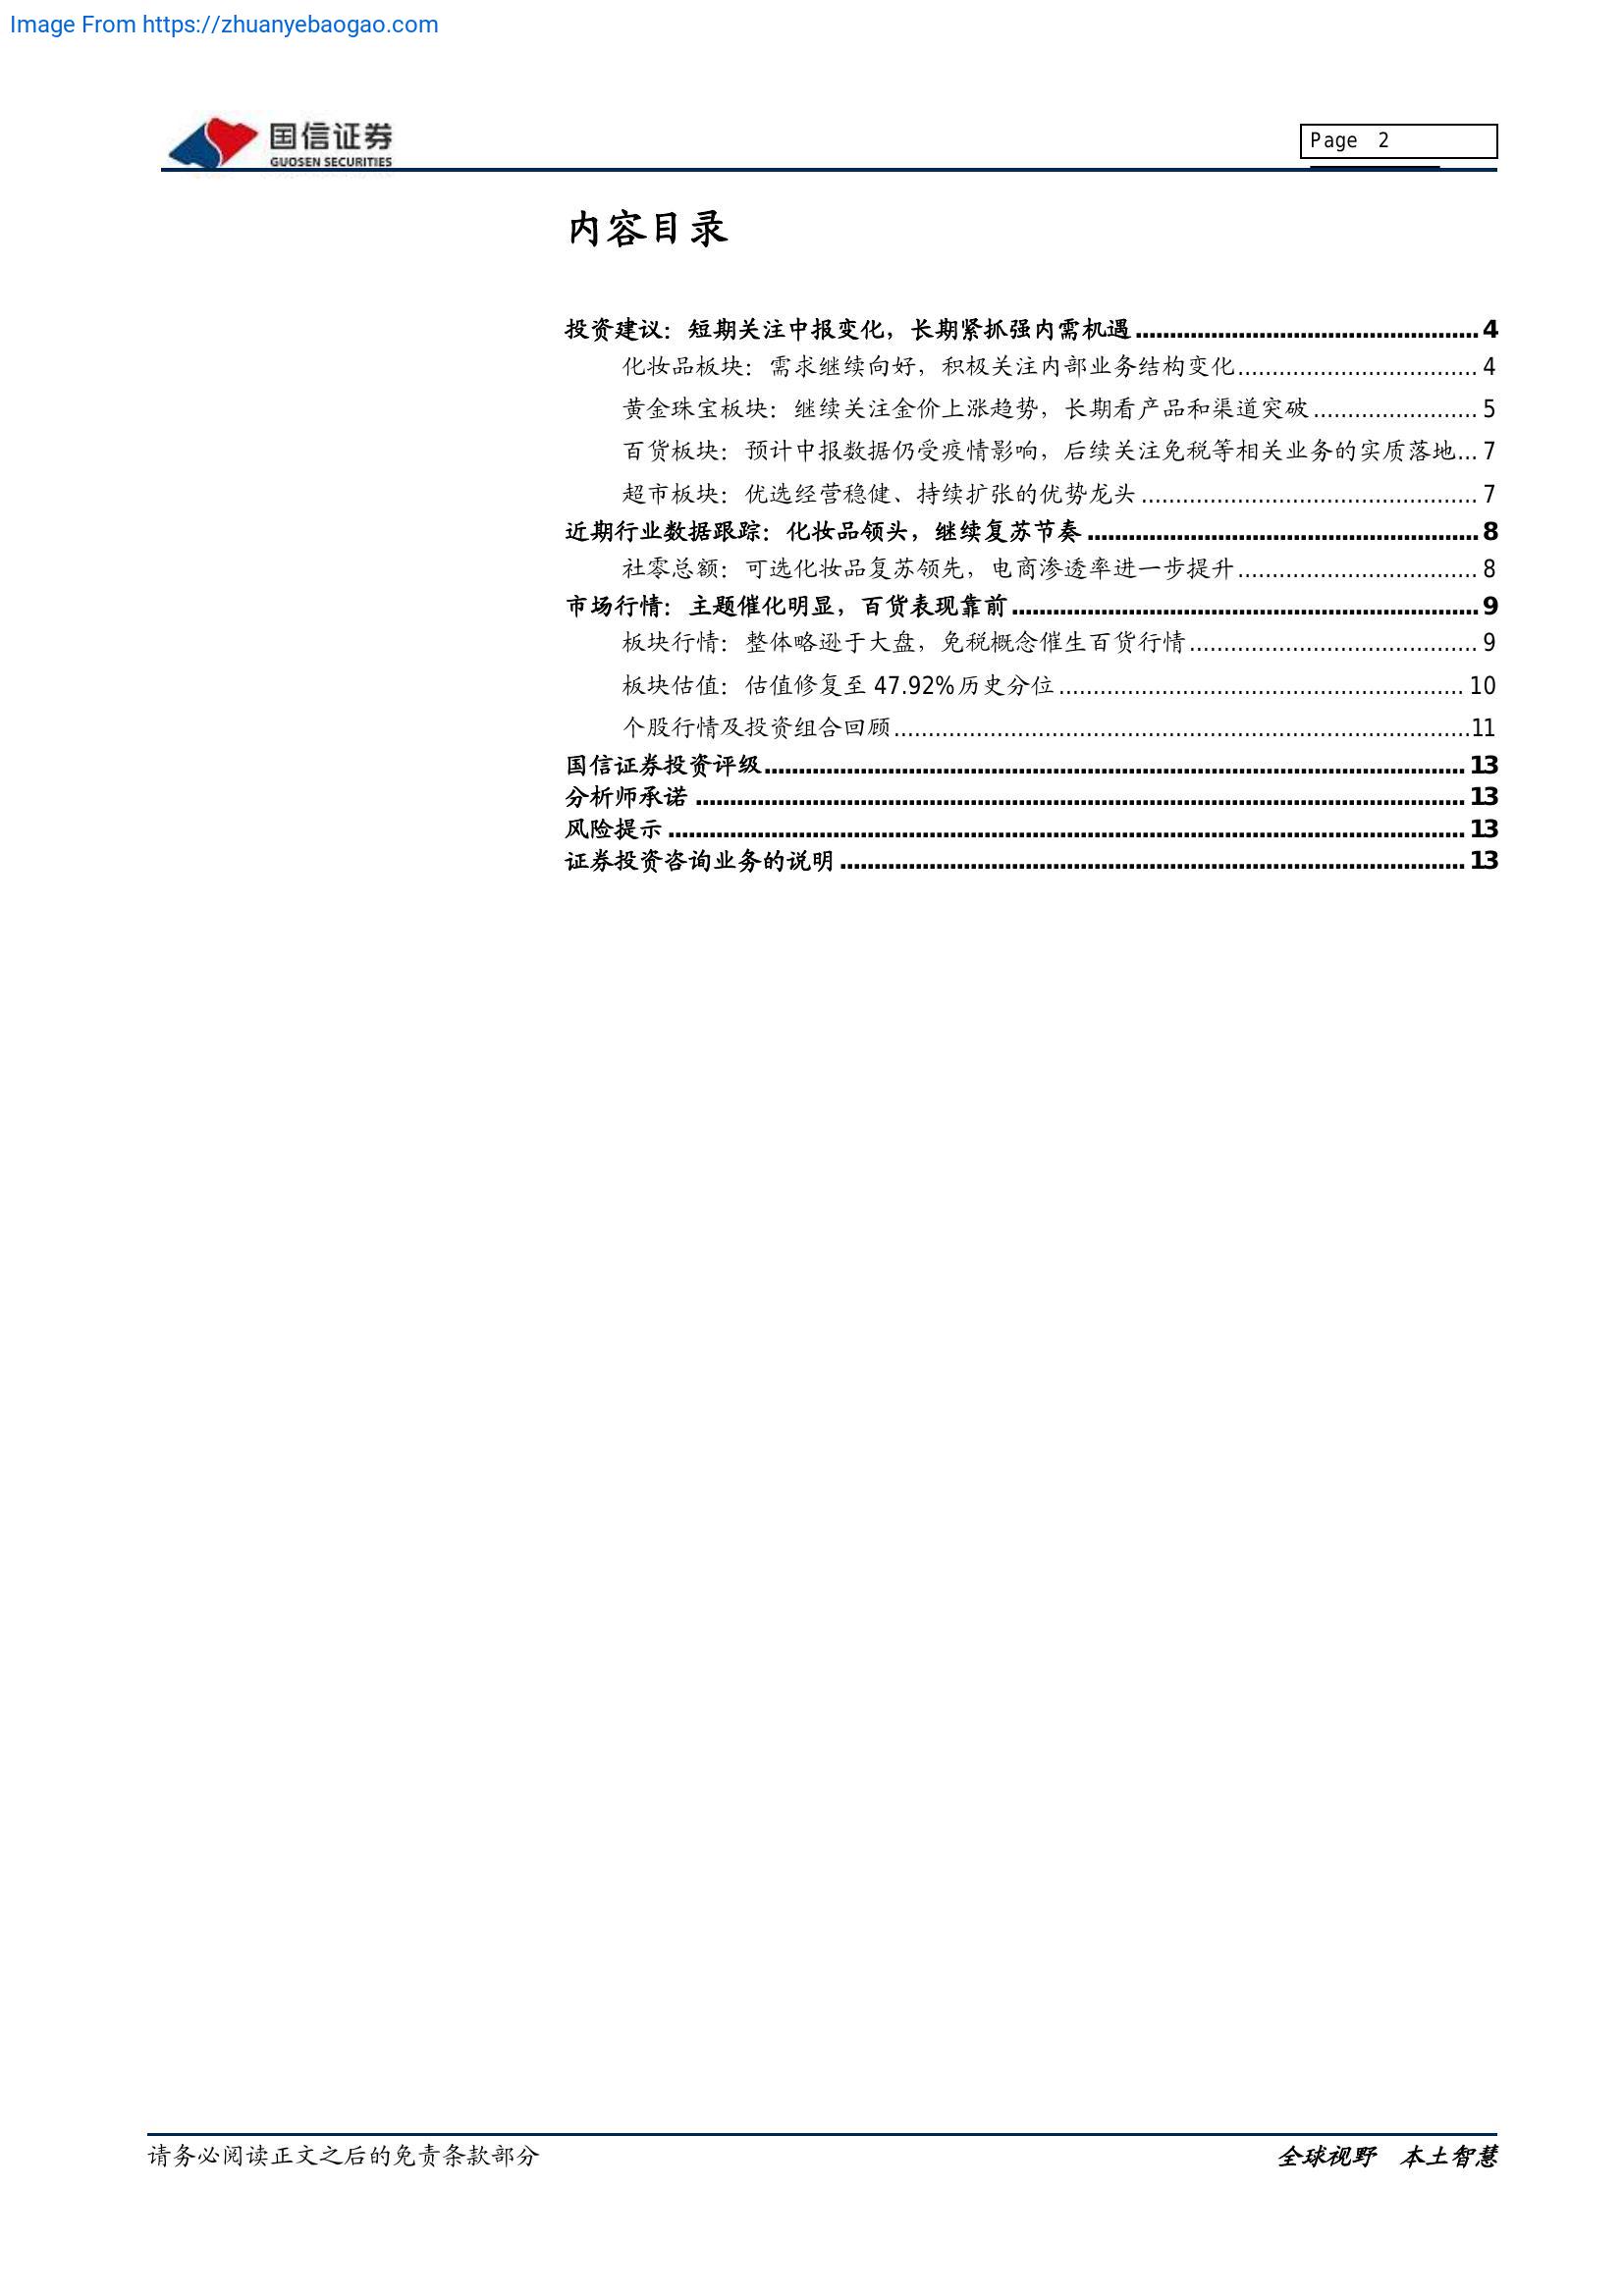 Image From https://zhuanyebaogao.com
国信证券
GUOSEN SECURITIES
Page 2
内容目录
投资建议：短期关注中报变化，长期紧抓强内需机遇 4
化妆品板块：需求继续向好，积极关注内部业务结构变化 4
黄金珠宝板块：继续关注金价上涨趋势，长期看产品和渠道突破 5
百货板块：预计中报数据仍受疫情影响，后续关注免税等相关业务的实质落地 7
超市板块：优选经营稳健、持续扩张的优势龙头 7
近期行业数据跟踪：化妆品领头，继续复苏节奏 8
社零总额：可选化妆品复苏领先，电商渗透率进一步提升 8
市场行情：主题催化明显，百货表现靠前 9
板块行情：整体略逊于大盘，免税概念催生百货行情 9
板块估值：估值修复至 47.92%历史分位 10
个股行情及投资组合回顾 11
国信证券投资评级 13
分析师承诺 13
风险提示 13
证券投资咨询业务的说明 13
请务必阅读正文之后的免责条款部分
全球视野 本土智慧